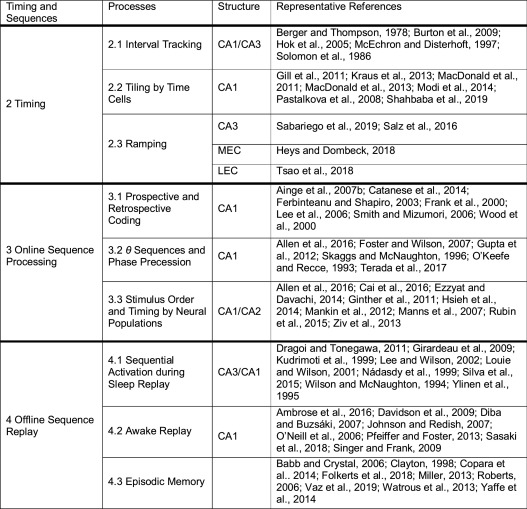 Timing and
Sequences
Processes
Structure
Representative References
2 Timing
2.1 Interval Tracking
CA1/CA3
Berger and Thompson, 1978; Burton et al., 2009;
Hok et al., 2005; McEchron and Disterhoft, 1997;
Solomon et al., 1986
2.2 Tiling by Time
Cells
CA1
Gill et al., 2011; Kraus et al., 2013; MacDonald et al.,
2011; MacDonald et al., 2013; Modi et al., 2014;
Pastalkova et al., 2008; Shahbaba et al., 2019
2.3 Ramping
CA3
Sabariego et al., 2019; Salz et al., 2016
MEC
Heys and Dombeck, 2018
LEC
Tsao et al., 2018
3 Online Sequence
Processing
3.1 Prospective and
Retrospective
Coding
CA1
Ainge et al., 2007b; Catanese et al., 2014;
Ferbinteanu and Shapiro, 2003; Frank et al., 2000;
Lee et al., 2006; Smith and Mizumori, 2006; Wood et
al., 2000
3.2 θ Sequences and
Phase Precession
CA1
Allen et al., 2016; Foster and Wilson, 2007; Gupta et
al., 2012; Skaggs and McNaughton, 1996; O'Keefe
and Recce, 1993; Terada et al., 2017
3.3 Stimulus Order
and Timing by Neural
Populations
CA1/CA2
Allen et al., 2016; Cai et al., 2016; Ezzyat and
Davachi, 2014; Ginther et al., 2011; Hsieh et al.,
2014; Mankin et al., 2012; Manns et al., 2007; Rubin
et al., 2015; Ziv et al., 2013
4 Offline Sequence
Replay
4.1 Sequential
Activation during
Sleep Replay
CA3/CA1
Dragoi and Tonegawa, 2011; Girardeau et al., 2009;
Kudrimoti et al., 1999; Lee and Wilson, 2002; Louie
and Wilson, 2001; Nádasdy et al., 1999; Silva et al.,
2015; Wilson and McNaughton, 1994; Ylinen et al.,
1995
4.2 Awake Replay
CA1
Ambrose et al., 2016; Davidson et al., 2009; Diba
and Buzsáki, 2007; Johnson and Redish, 2007;
O'Neill et al., 2006; Pfeiffer and Foster, 2013; Sasaki
et al., 2018; Singer and Frank, 2009
4.3 Episodic Memory
Babb and Crystal, 2006; Clayton, 1998; Copara et
al.. 2014; Folkerts et al., 2018; Miller, 2013; Roberts,
2006; Vaz et al., 2019; Watrous et al., 2013; Yaffe et
al., 2014